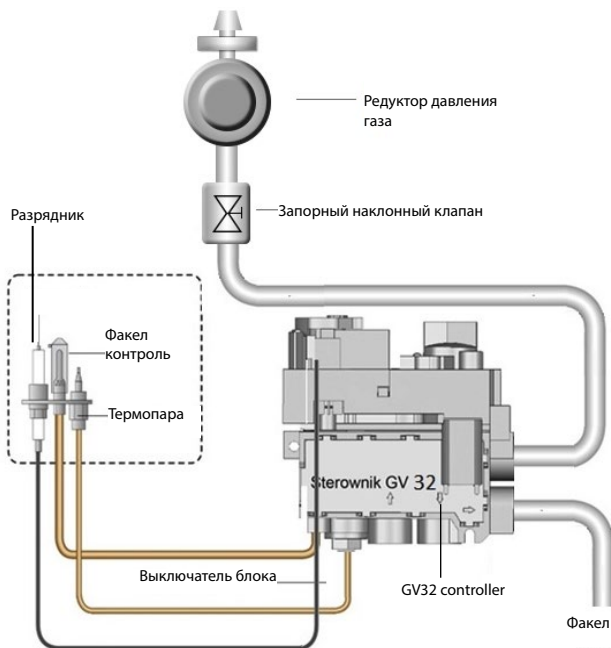 Редуктор давления
газа
Запорный наклонный клапан
Разрядник
Факел
контроль
Термопара
Sterownik GV 32
Выключатель блока
GV32 controller
Факел